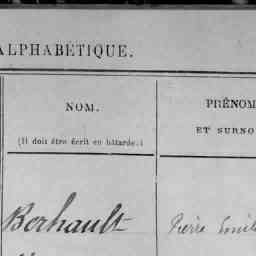 ALPHABÉTIQUE.
NOM.
(Il doit être écrit en bâtarde.)
PRÉNOM
ET SURNO
Berhault
Pierre Emile